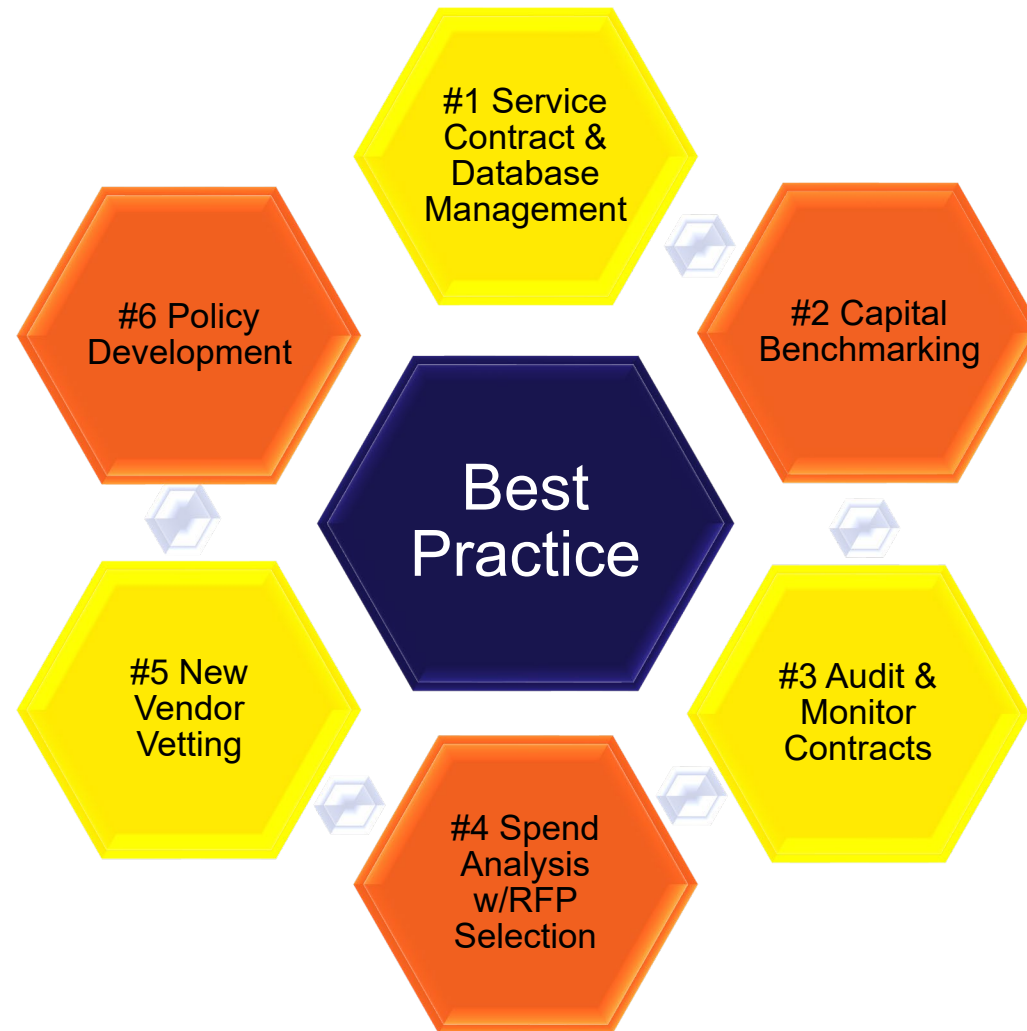 #1 Service
Contract &
Database
Management
#2 Capital
Benchmarking
#3 Audit &
Monitor
Contracts
#4 Spend
Analysis
w/RFP
Selection
#5 New
Vendor
Vetting
#6 Policy
Development
Best
Practice